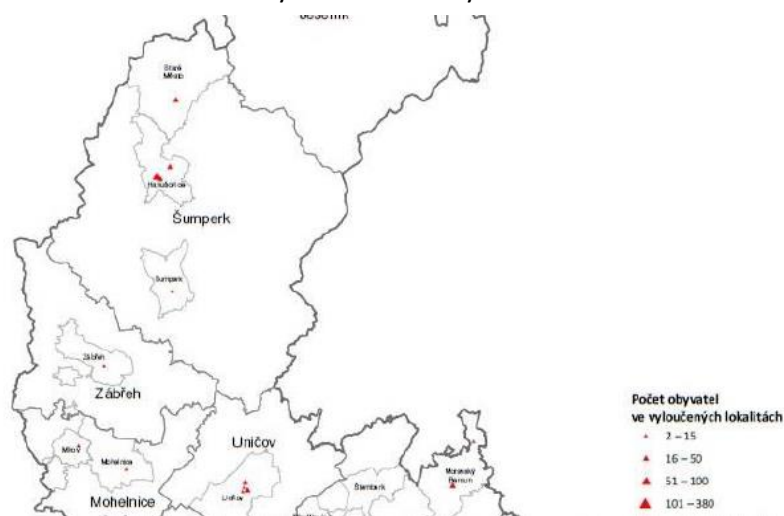 Staré
Město
Hanušovice
Šumperk
Šumperk
Zábřeh
Zábřeh
Počet obyvatel
ve vyloučených lokalitách
Uničov
2 – 15
Moravský
Beroun
16 – 50
Mohelnice
Šternberk
51 – 100
Uničov
Mohelnice
101 – 380